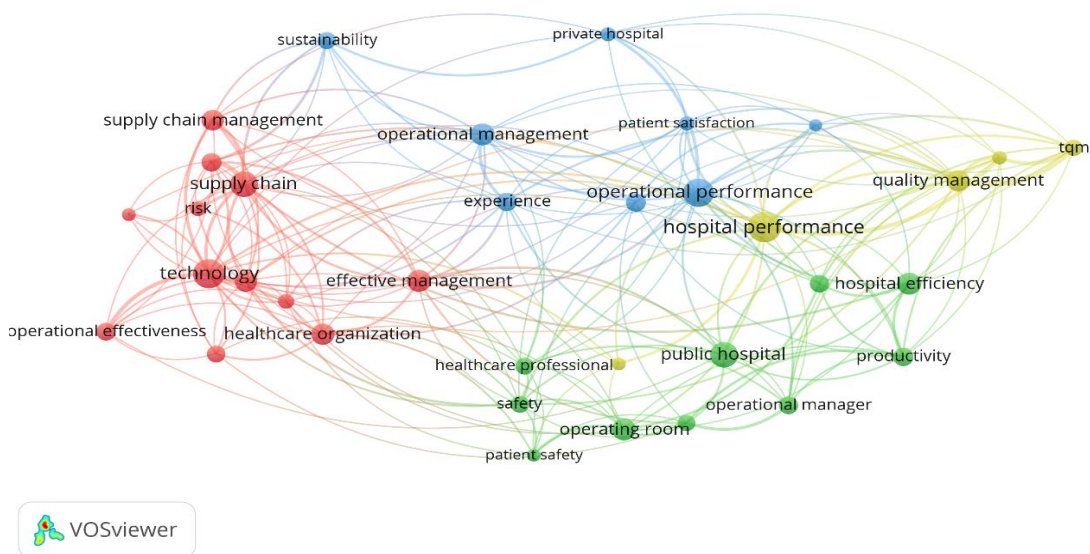 sustainability
private hospital
supply chain management
operational management
patient satisfaction
tqm
supply chain
operational performance
quality management
risk
experience
hospital performance
technology
effective management
hospital efficiency
operational effectiveness
healthcare organization
public hospital
productivity
healthcare professional
safety
operational manager
operating room
patient safety
VOSviewer